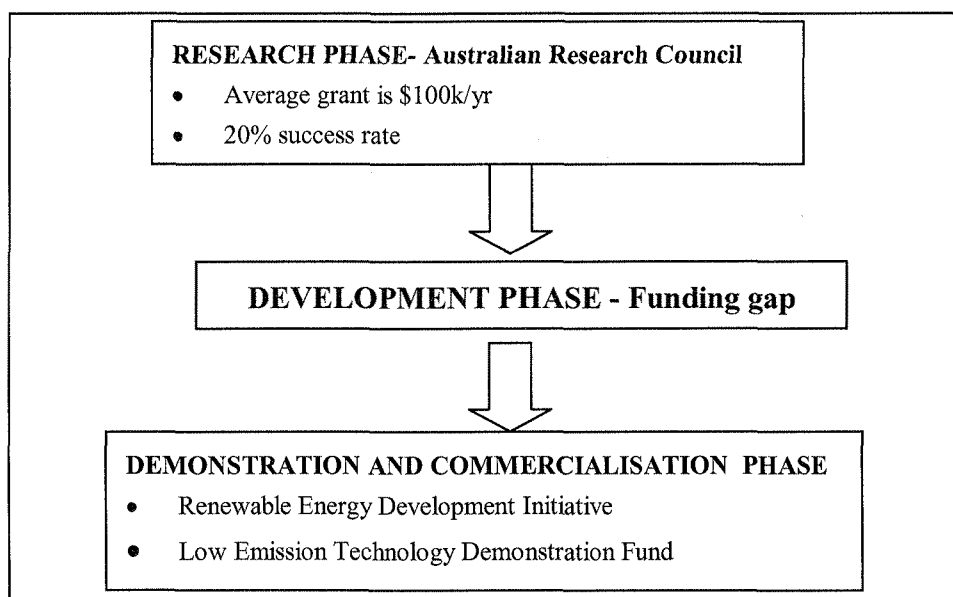 RESEARCH PHASE- Australian Research Council
• Average grant is $100k/yr
• 20% success rate
DEVELOPMENT PHASE - Funding gap
DEMONSTRATION AND COMMERCIALISATION PHASE
• Renewable Energy Development Initiative
• Low Emission Technology Demonstration Fund